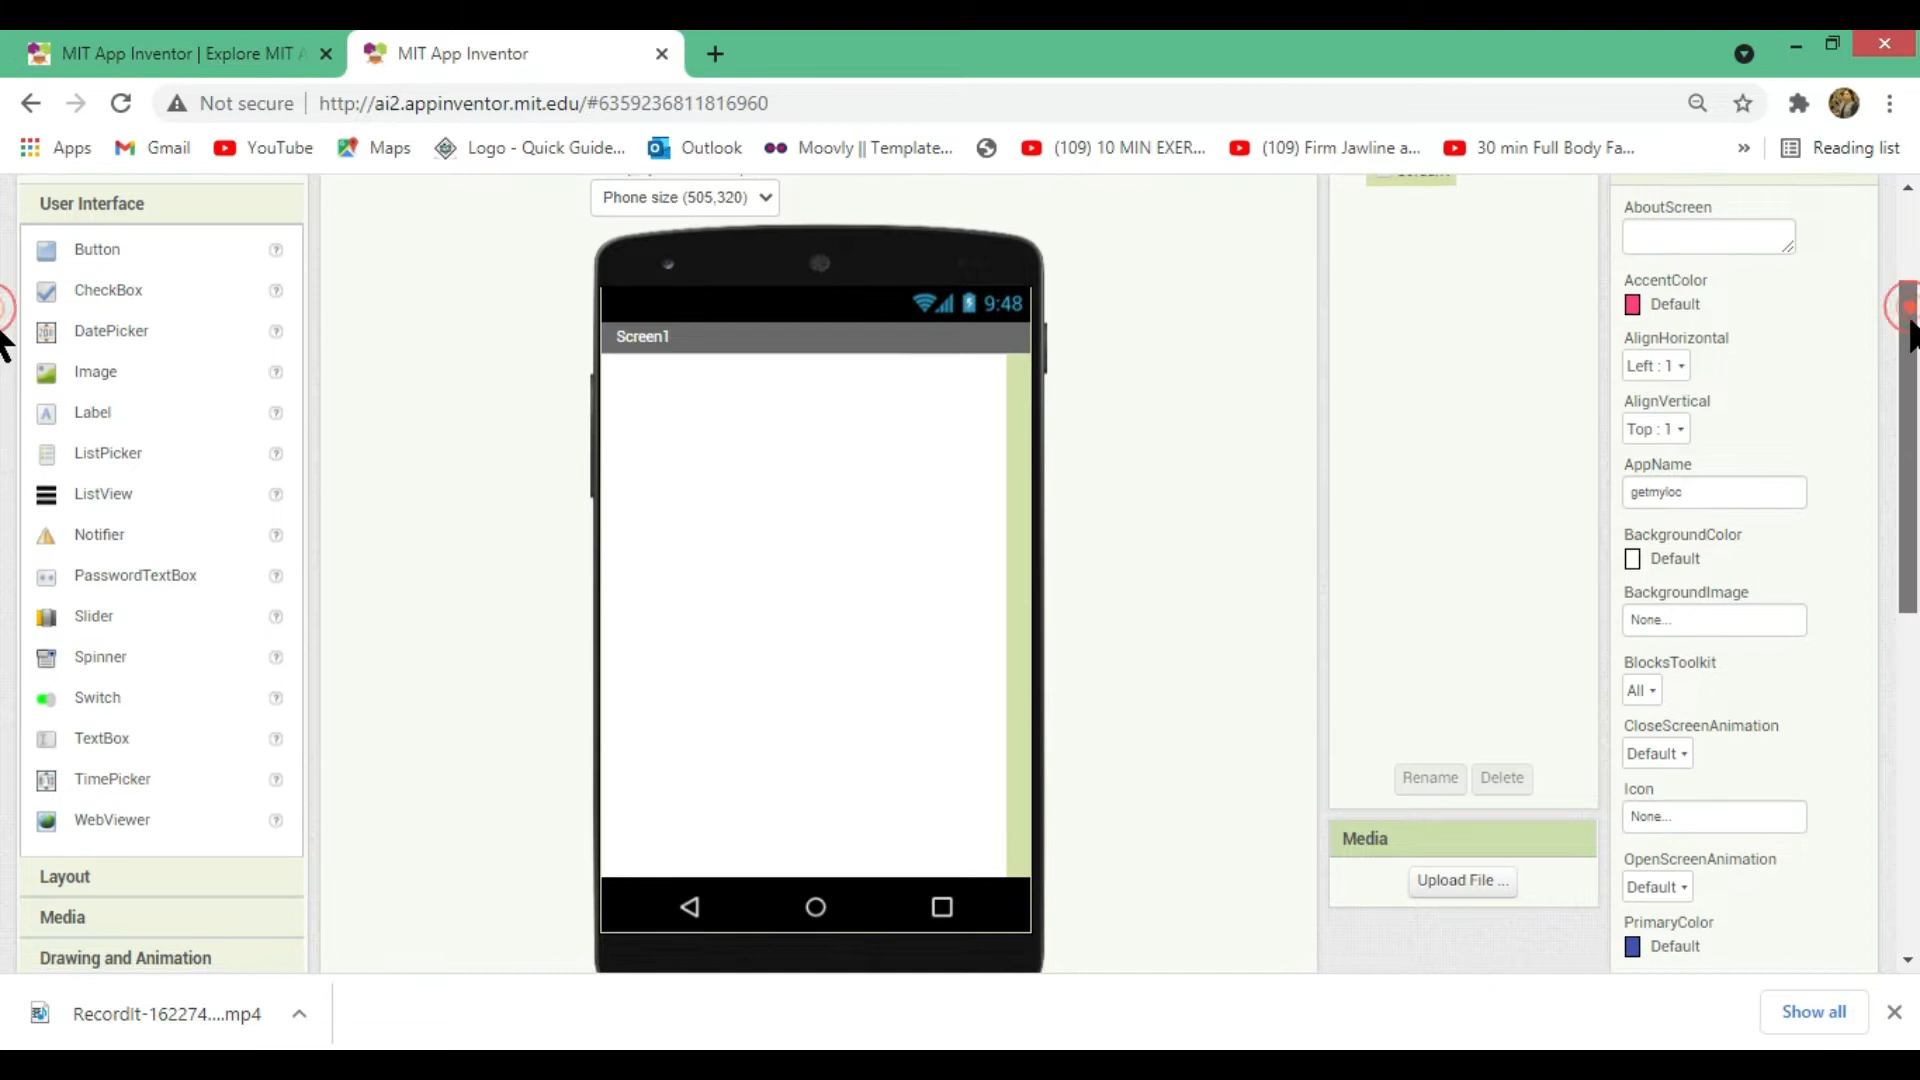 MIT App Inventor | Explore MIT A
MIT App Inventor
Not secure
http://ai2.appinventor.mit.edu/#6359236811816960
Apps
Gmail
YouTube
Maps
Logo - Quick Guide...
Outlook
Moovly || Template...
(109) 10 MIN EXER...
(109) Firm Jawline a...
30 min Full Body Fa...
»
Reading list
User Interface
Button
CheckBox
DatePicker
Image
Label
ListPicker
ListView
Notifier
PasswordTextBox
Slider
Spinner
Switch
TextBox
TimePicker
WebViewer
Layout
Media
Drawing and Animation
Phone size (505,320)
9:48
Screen1
Rename
Delete
Media
Upload File ...
AboutScreen
AccentColor
Default
AlignHorizontal
Left : 1
AlignVertical
Top : 1
AppName
getmyloc
BackgroundColor
Default
BackgroundImage
None...
BlocksToolkit
All
CloseScreenAnimation
Default
Icon
None...
OpenScreenAnimation
Default
PrimaryColor
Default
RecordIt-162274....mp4
Show all